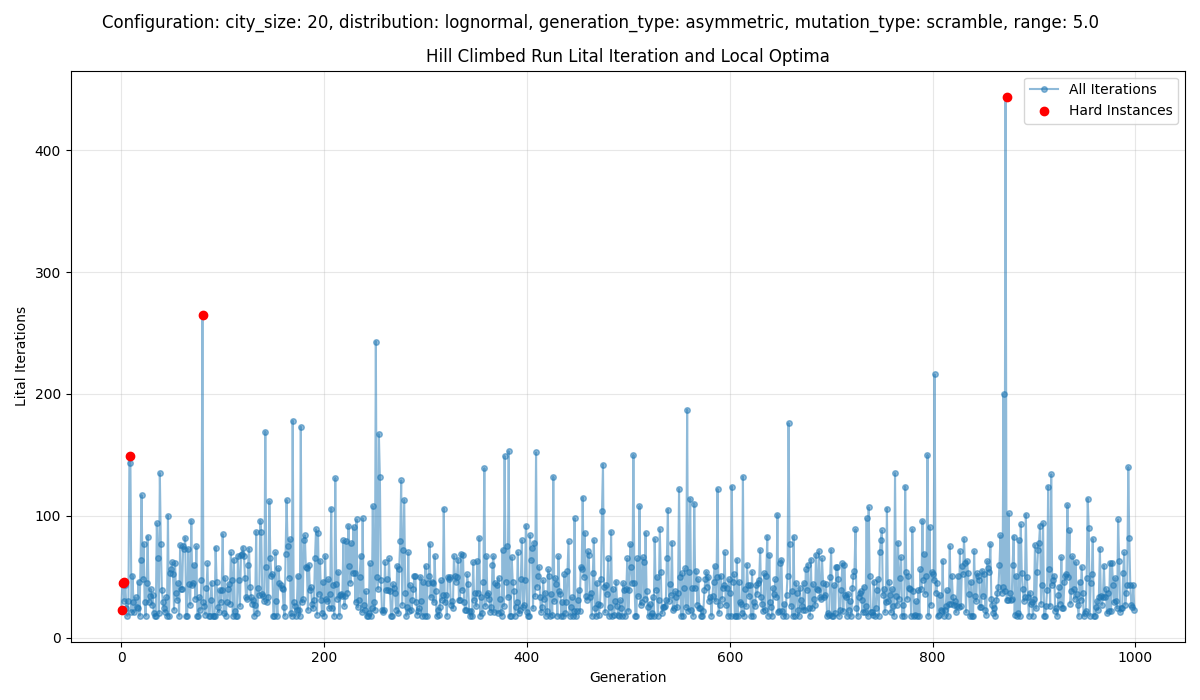 Configuration: city_size: 20, distribution: lognormal, generation_type: asymmetric, mutation_type: scramble, range: 5.0
Hill Climbed Run Lital Iteration and Local Optima
All Iterations
Hard Instances
Lital Iterations
400
300
200
100
0
0 200 400 600 800 1000
Generation